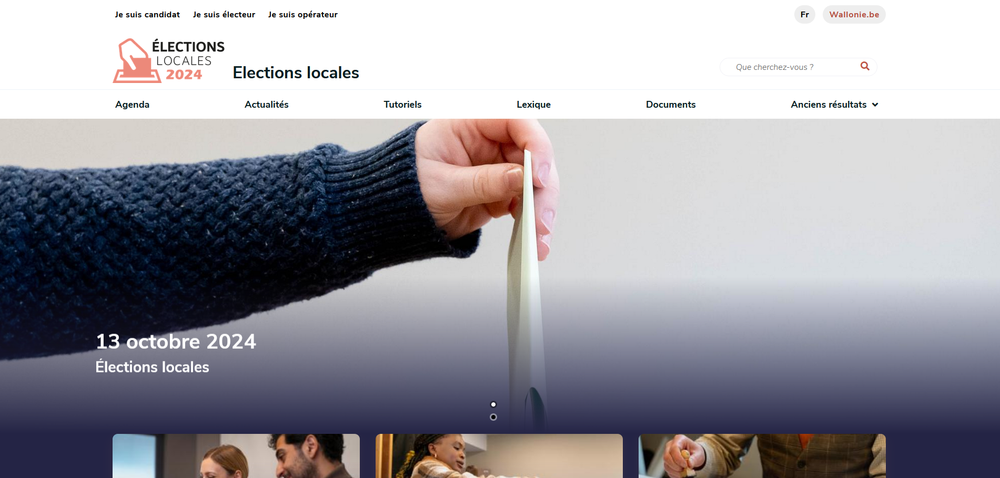 Je suis candidat Je suis électeur Je suis opérateur Fr Wallonie.be
ÉLECTIONS
LOCALES
2024
Elections locales
Que cherchez-vous ?
Agenda Actualités Tutoriels Lexique Documents Anciens résultats
13 octobre 2024
Élections locales